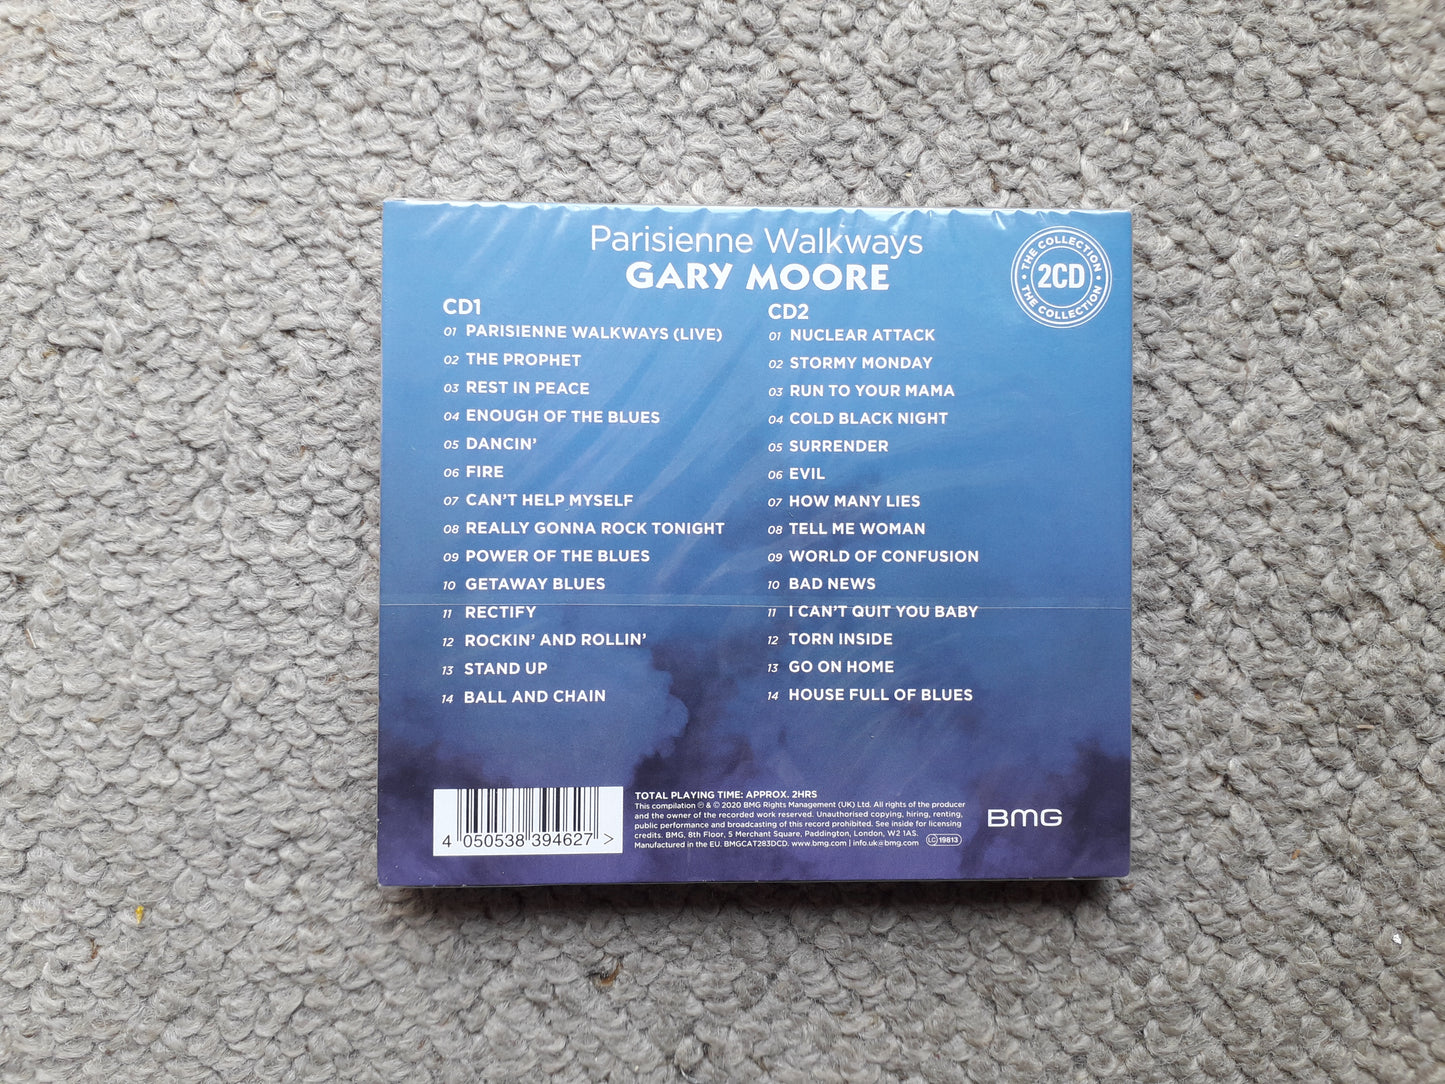 Parisienne Walkways
GARY MOORE
THE COLLECTION
2CD
THE COLLECTION
CD1
01 PARISIENNE WALKWAYS (LIVE)
02 THE PROPHET
03 REST IN PEACE
04 ENOUGH OF THE BLUES
05 DANCIN'
06 FIRE
07 CAN'T HELP MYSELF
08 REALLY GONNA ROCK TONIGHT
09 POWER OF THE BLUES
10 GETAWAY BLUES
11 RECTIFY
12 ROCKIN' AND ROLLIN'
13 STAND UP
14 BALL AND CHAIN
CD2
01 NUCLEAR ATTACK
02 STORMY MONDAY
03 RUN TO YOUR MAMA
04 COLD BLACK NIGHT
05 SURRENDER
06 EVIL
07 HOW MANY LIES
08 TELL ME WOMAN
09 WORLD OF CONFUSION
10 BAD NEWS
11 I CAN'T QUIT YOU BABY
12 TORN INSIDE
13 GO ON HOME
14 HOUSE FULL OF BLUES
4 050538 394627 >
TOTAL PLAYING TIME: APPROX. 2HRS
This compilation ℗ & © 2020 BMG Rights Management (UK) Ltd. All rights of the producer
and the owner of the recorded work reserved. Unauthorised copying, hiring, renting,
public performance and broadcasting of this record prohibited. See inside for licensing
credits. BMG, 8th Floor, 5 Merchant Square, Paddington, London, W2 1AS.
Manufactured in the EU. BMGCAT283DCD. www.bmg.com | info.uk@bmg.com
LC 19813
BMG